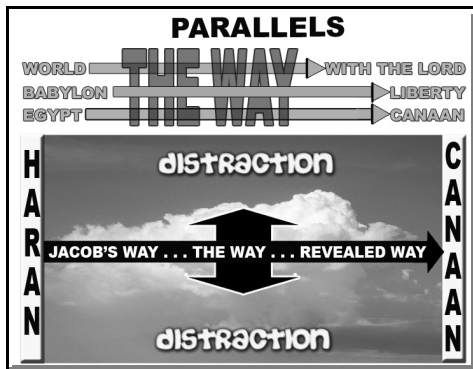 PARALLELS
THE WAY
WORLD WITH THE LORD
BABYLON LIBERTY
EGYPT CANAAN
HARAN
distraction
JACOB'S WAY . . . THE WAY . . . REVEALED WAY
distraction
CANAAN